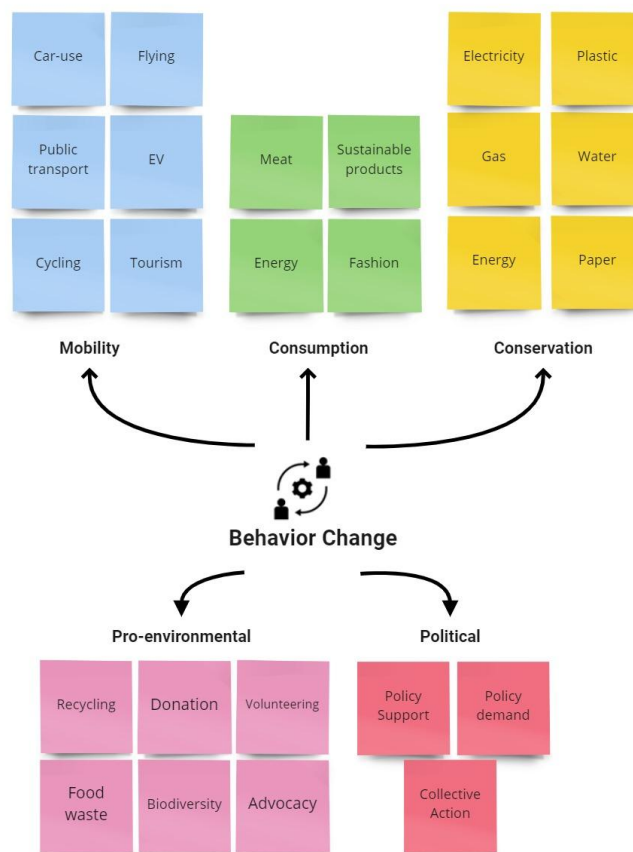 Car-use
Flying
Public
transport
EV
Cycling
Tourism
Mobility
Meat
Sustainable
products
Energy
Fashion
Consumption
Electricity
Plastic
Gas
Water
Energy
Paper
Conservation
Behavior Change
Pro-environmental
Recycling
Donation
Volunteering
Food
waste
Biodiversity
Advocacy
Political
Policy
Support
Policy
demand
Collective
Action